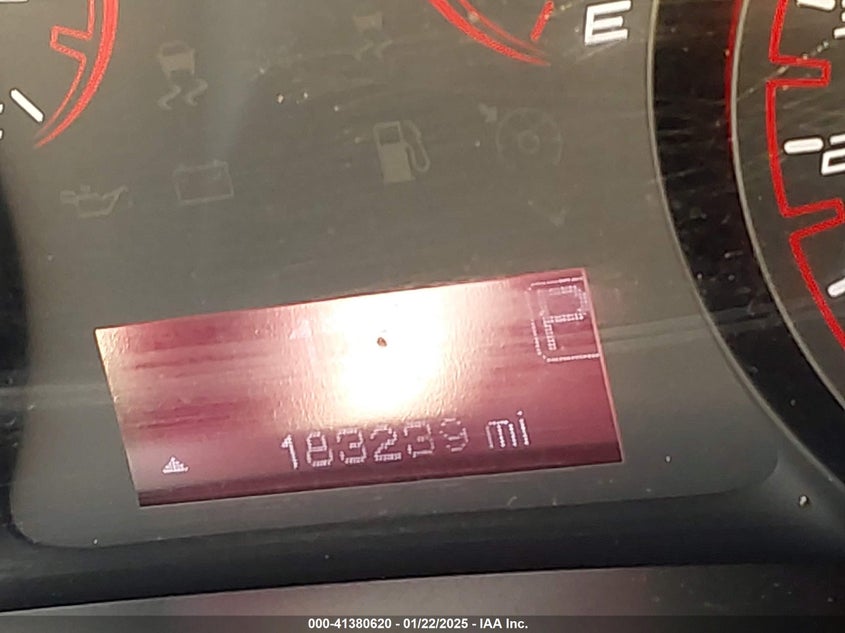 E
P
183239 mi
000-41380620 - 01/22/2025 - IAA Inc.